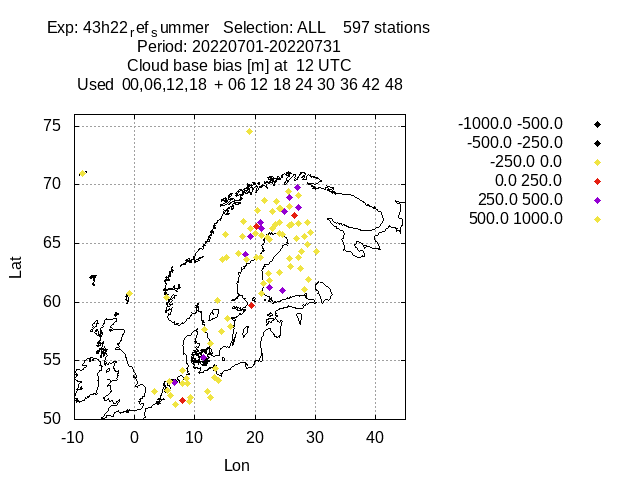 Exp: 43h22ref summer   Selection: ALL    597 stations
Period: 20220701-20220731
Cloud base bias [m] at  12 UTC
Used  00,06,12,18  + 06 12 18 24 30 36 42 48
-1000.0 -500.0
-500.0 -250.0
-250.0 0.0
0.0 250.0
250.0 500.0
500.0 1000.0
75
70
65
60
55
50
Lat
-10 0 10 20 30 40
Lon